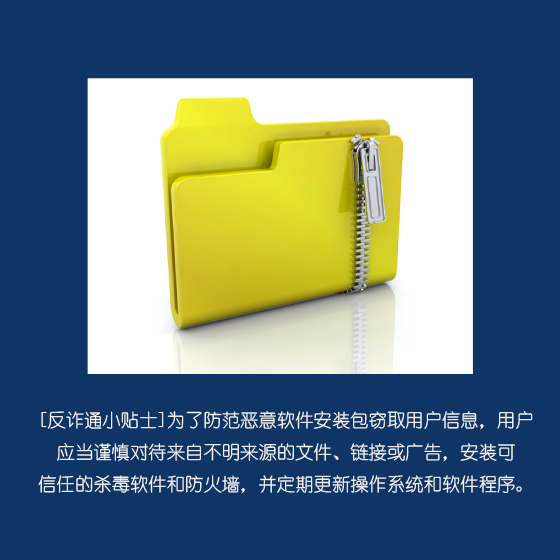 [反诈通小贴士]为了防范恶意软件安装包窃取用户信息，用户
应当谨慎对待来自不明来源的文件、链接或广告，安装可
信任的杀毒软件和防火墙，并定期更新操作系统和软件程序。